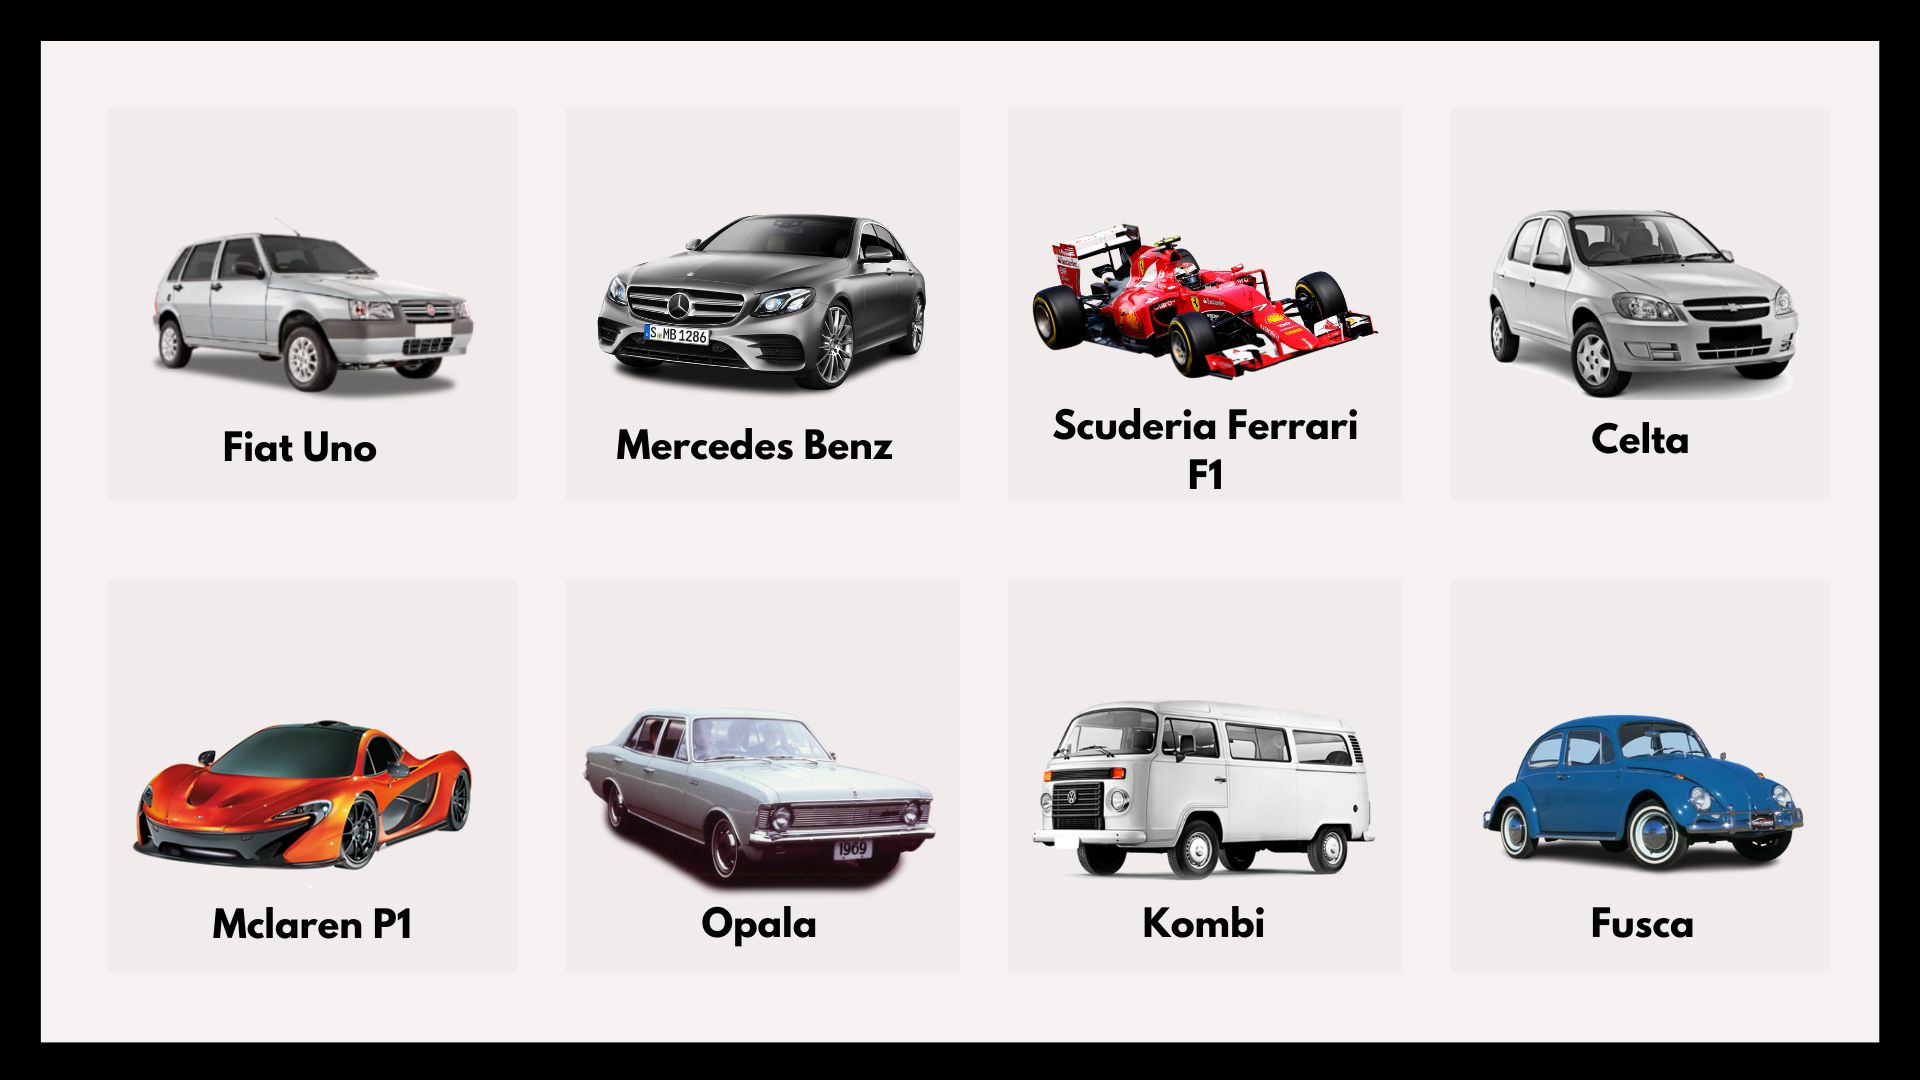 S MB 1286
Fiat Uno
Mercedes Benz
Scuderia Ferrari
F1
Celta
1969
Mclaren P1
Opala
Kombi
Fusca